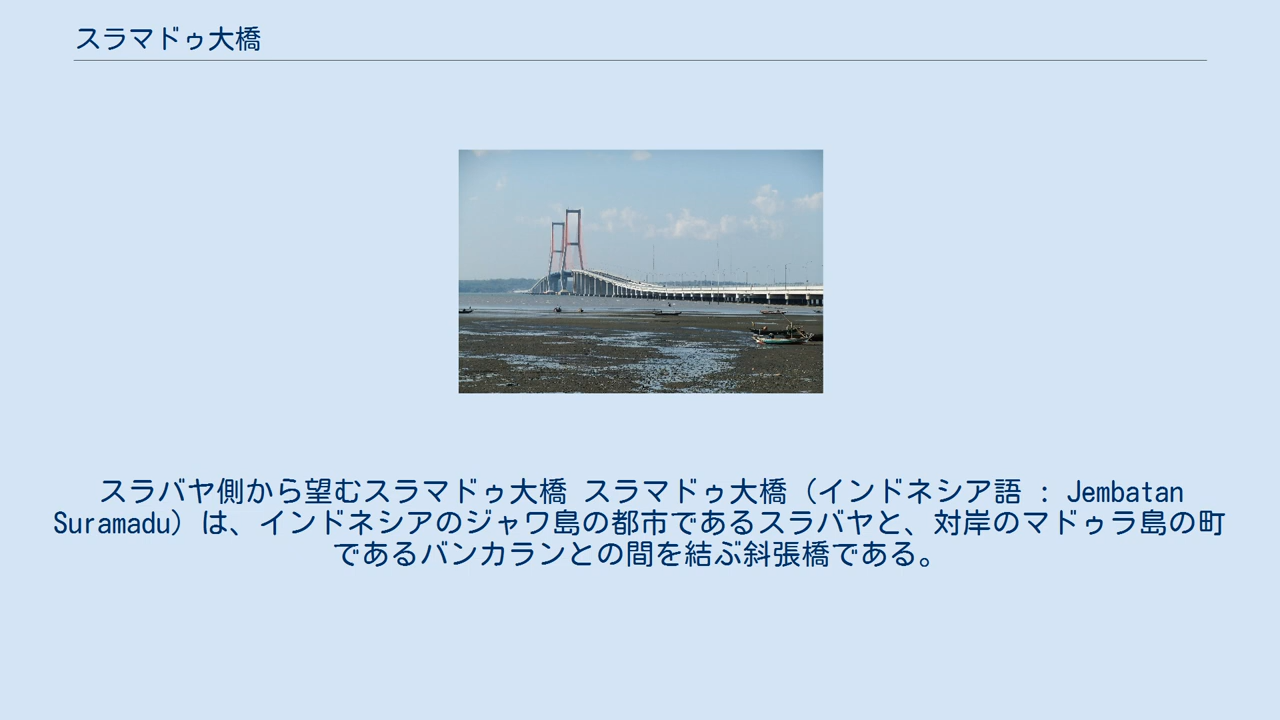 スラマドゥ大橋
スラバヤ側から望むスラマドゥ大橋 スラマドゥ大橋（インドネシア語 : Jembatan
Suramadu）は、インドネシアのジャワ島の都市であるスラバヤと、対岸のマドゥラ島の町
であるバンカランとの間を結ぶ斜張橋である。